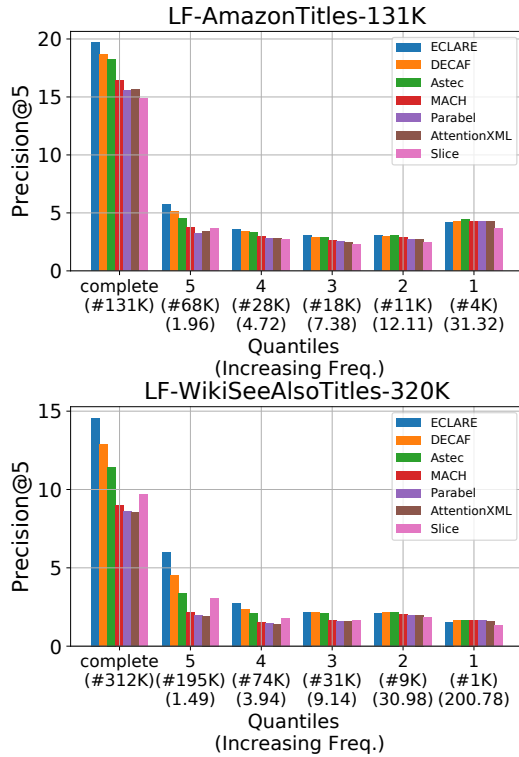 LF-AmazonTitles-131K
Precision@5
20
15
10
5
0
ECLARE
DECAF
Astec
MACH
Parabel
AttentionXML
Slice
complete 5 4 3 2 1
(#131K) (#68K) (#28K) (#18K) (#11K) (#4K)
(1.96) (4.72) (7.38) (12.11) (31.32)
Quantiles
(Increasing Freq.)
LF-WikiSeeAlsoTitles-320K
Precision@5
15
10
5
0
ECLARE
DECAF
Astec
MACH
Parabel
AttentionXML
Slice
complete 5 4 3 2 1
(#312K) (#195K) (#74K) (#31K) (#9K) (#1K)
(1.49) (3.94) (9.14) (30.98) (200.78)
Quantiles
(Increasing Freq.)